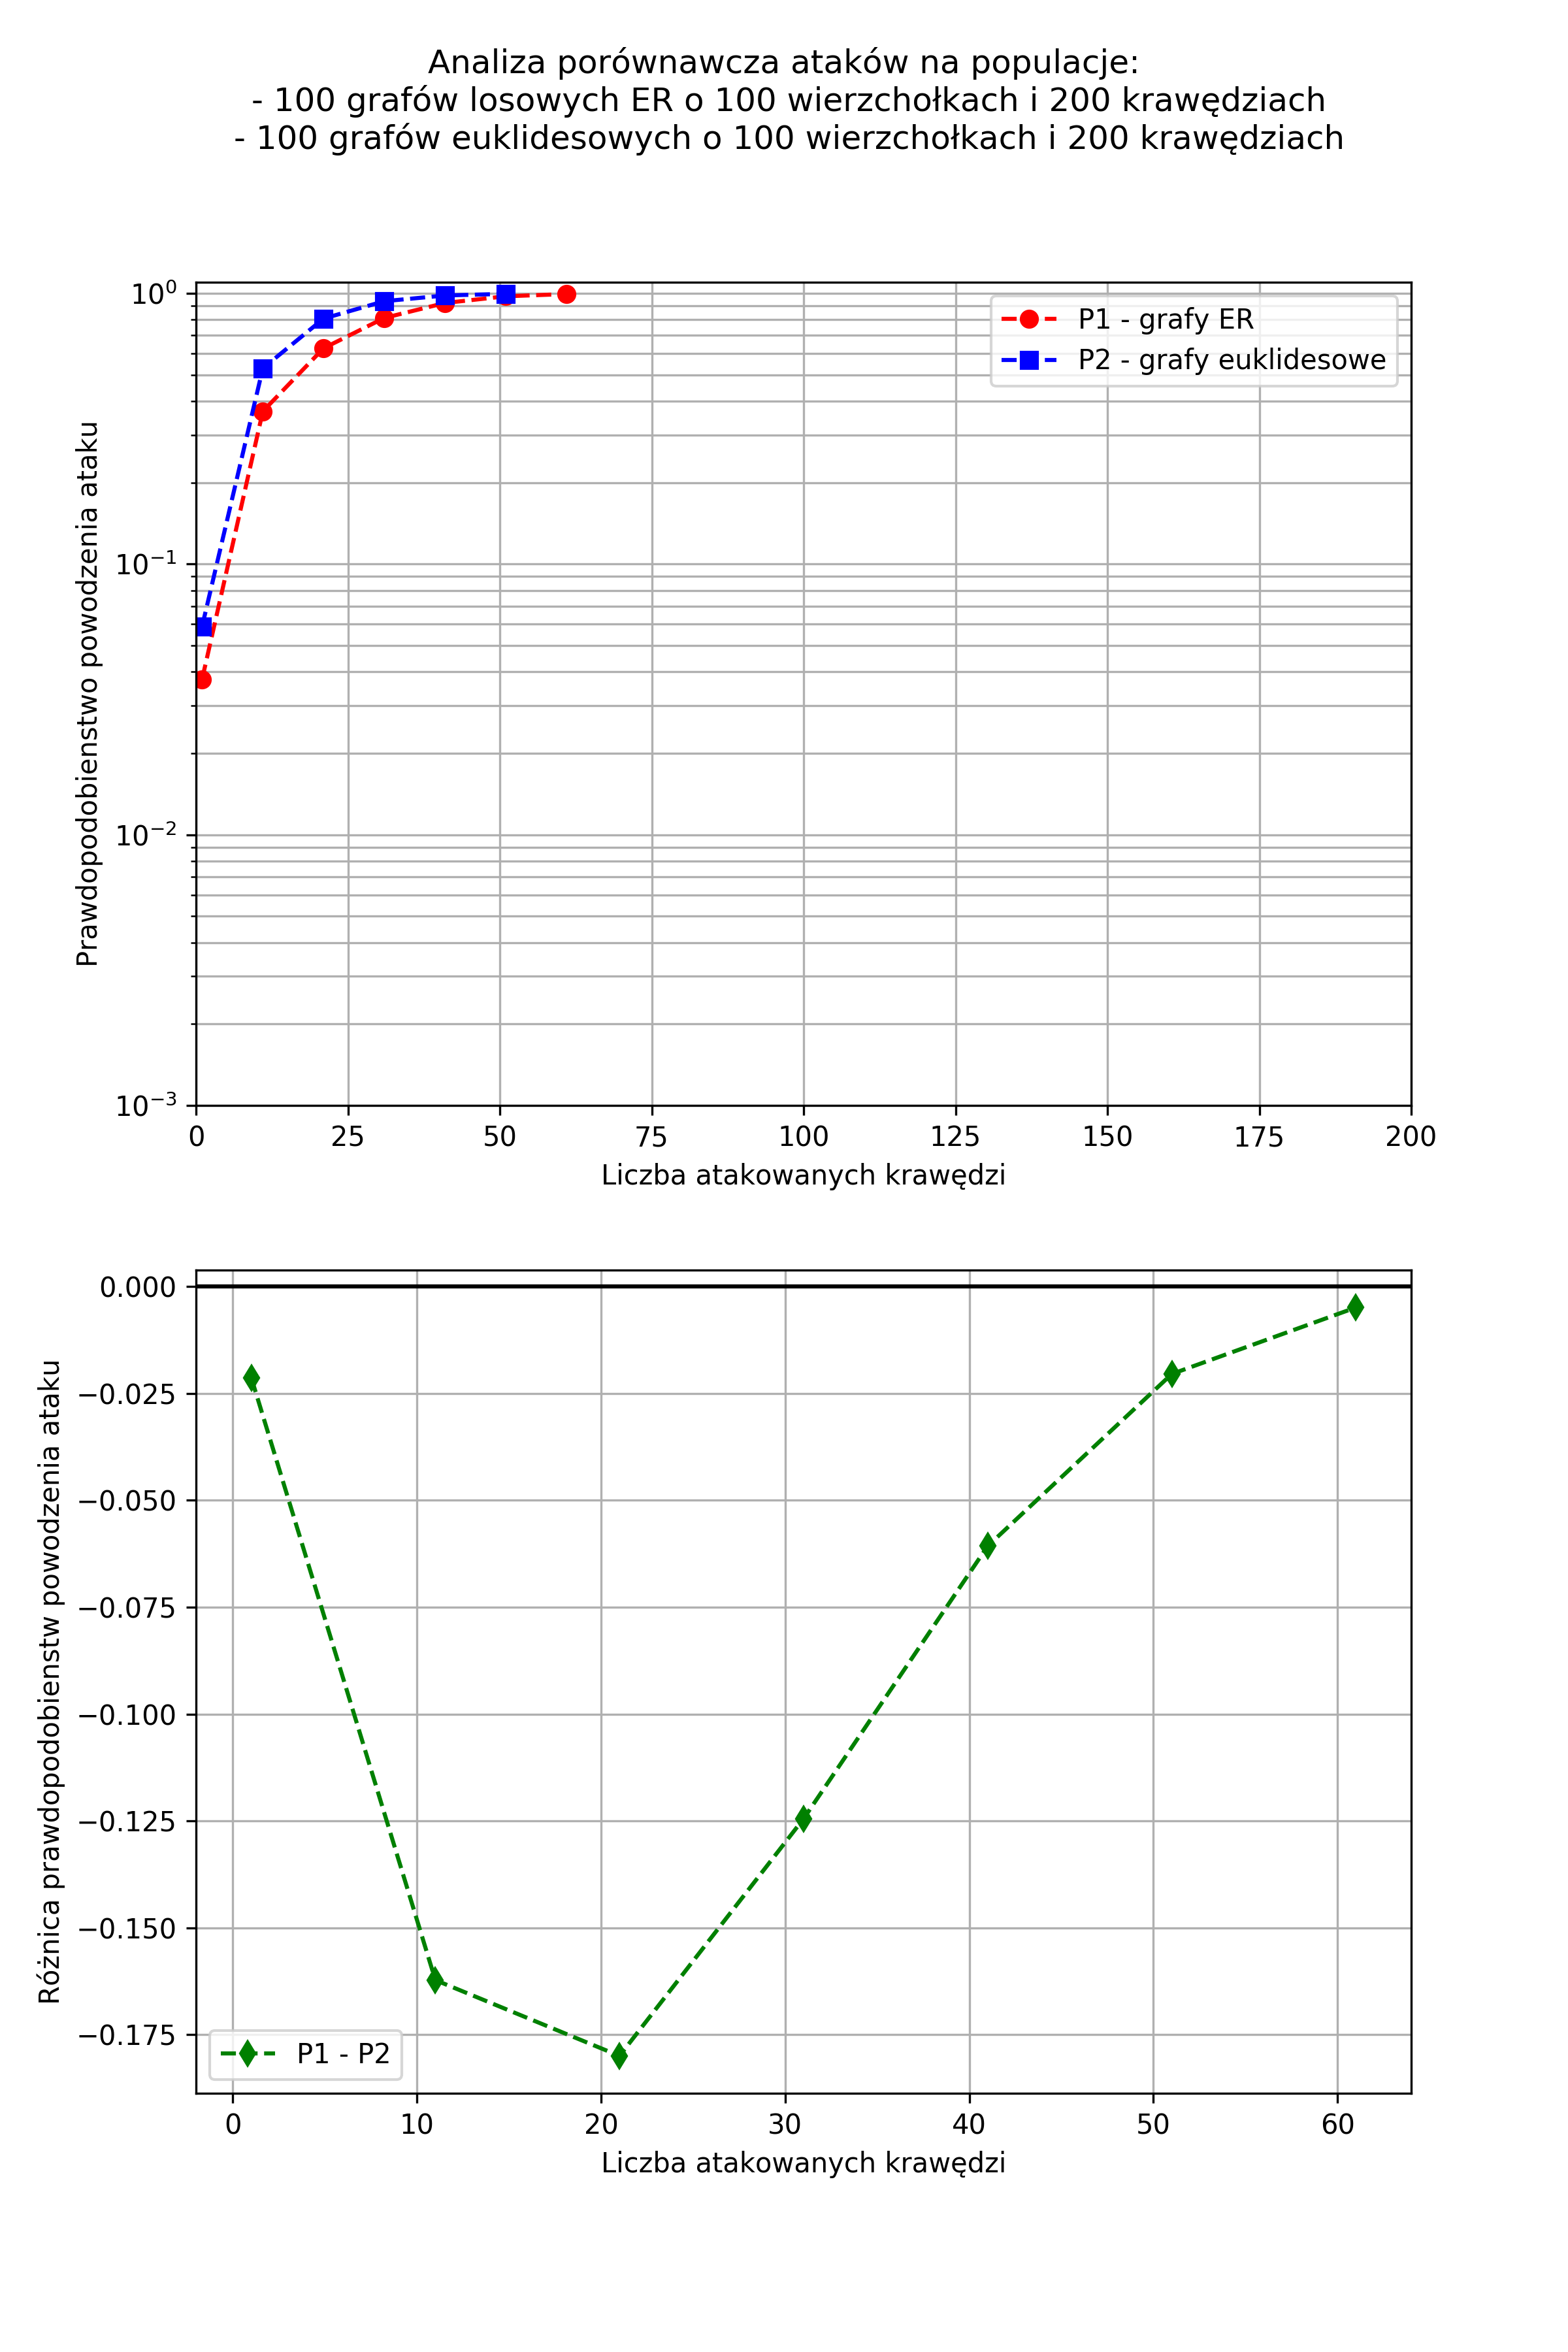 Analiza porównawcza ataków na populacje:
- 100 grafów losowych ER o 100 wierzchołkach i 200 krawędziach
- 100 grafów euklidesowych o 100 wierzchołkach i 200 krawędziach
10⁰
10⁻¹
10⁻²
10⁻³
Prawdopodobienstwo powodzenia ataku
P1 - grafy ER
P2 - grafy euklidesowe
0 25 50 75 100 125 150 175 200
Liczba atakowanych krawędzi
0.000
−0.025
−0.050
−0.075
−0.100
−0.125
−0.150
−0.175
Różnica prawdopodobienstw powodzenia ataku
P1 - P2
0 10 20 30 40 50 60
Liczba atakowanych krawędzi